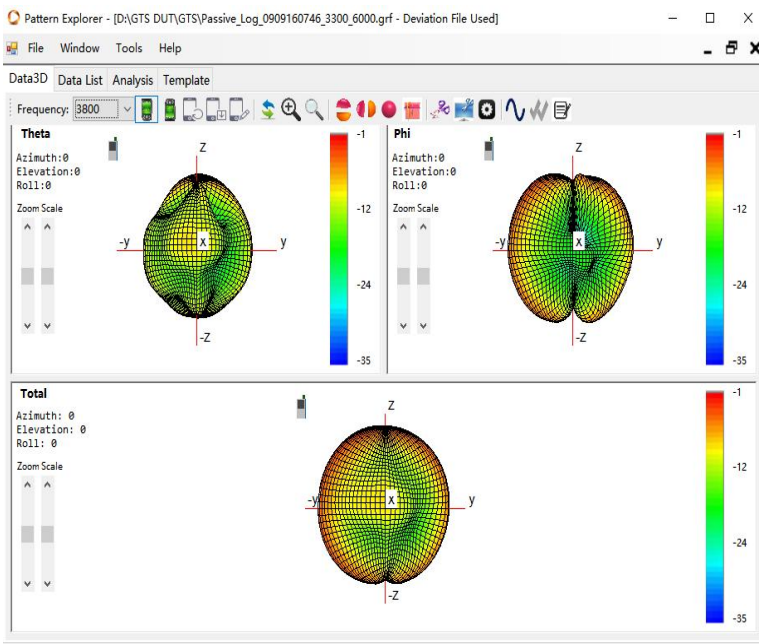 Pattern Explorer - [D:\GTS DUT\GTS\Passive_Log_0909160746_3300_6000.grf - Deviation File Used]
File Window Tools Help
Data3D Data List Analysis Template
Frequency: 3800
Theta
Azimuth:0
Elevation:0
Roll:0
Zoom Scale
Z
-y
X
y
-Z
-1
-12
-24
-35
Phi
Azimuth:0
Elevation:0
Roll:0
Zoom Scale
Z
-y
X
y
-Z
-1
-12
-24
-35
Total
Azimuth: 0
Elevation: 0
Roll: 0
Zoom Scale
Z
-y
X
y
-Z
-1
-12
-24
-35